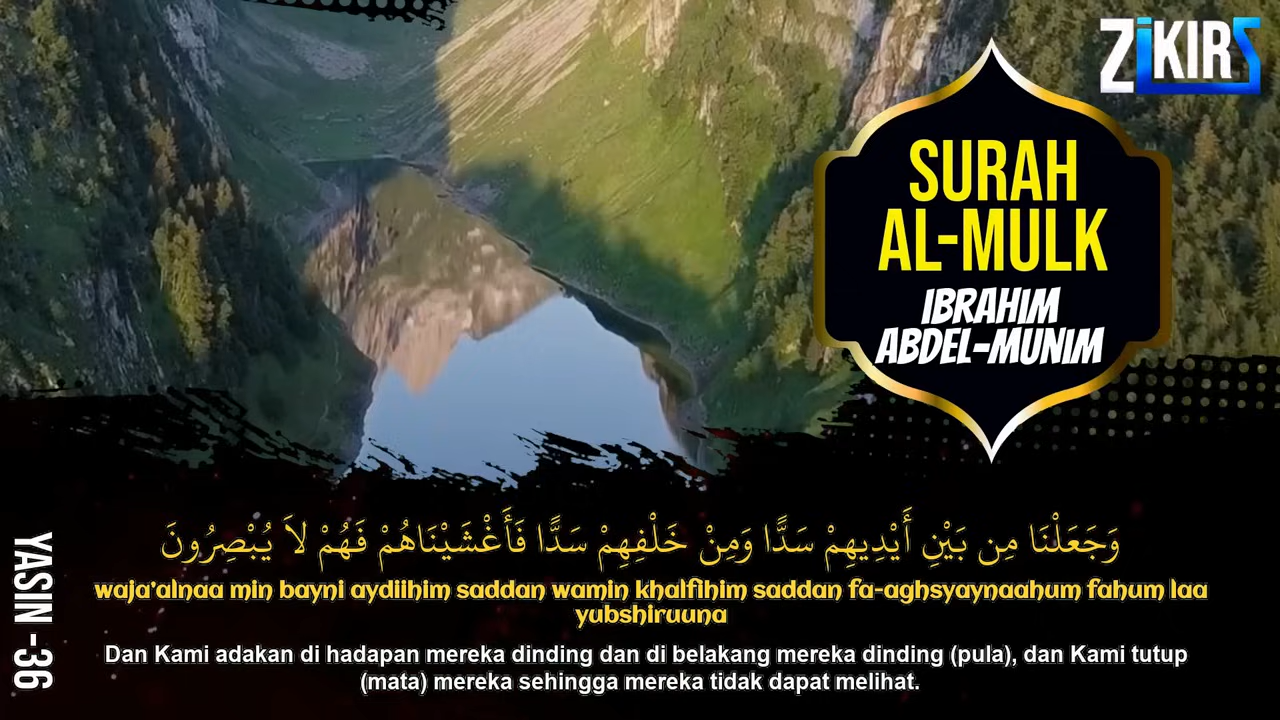 ZiKIRS
SURAH
AL-MULK
IBRAHIM
ABDEL-MUNIM
وَجَعَلْنَا مِن بَيْنِ أَيْدِيهِمْ سَدًّا وَمِنْ خَلْفِهِمْ سَدًّا فَأَغْشَيْنَاهُمْ فَهُمْ لاَ يُبْصِرُونَ
waja'alnaa min bayni aydiihim saddan wamin khalfihim saddan fa-aghsyaynaahum fahum laa
yubshiruuna
Dan Kami adakan di hadapan mereka dinding dan di belakang mereka dinding (pula), dan Kami tutup
(mata) mereka sehingga mereka tidak dapat melihat.
YASIN -36